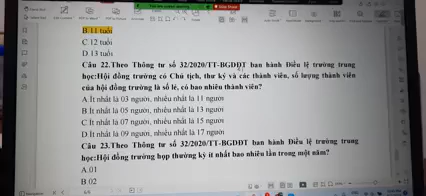 B.11 tuổi
C 12 tuổi
D.13 tuổi
Câu 22.Theo Thông tư số 32/2020/TT-BGDĐT ban hành Điều lệ trường trung
học:Hội đồng trường có Chủ tịch, thư ký và các thành viên, số lượng thành viên
của hội đồng trường là số lẻ, có bao nhiêu thành viên?
A.Ít nhất là 03 người, nhiều nhất là 11 người
B Ít nhất là 05 người, nhiều nhất là 13 người
C Ít nhất là 07 người, nhiều nhất là 15 người
D Ít nhất là 09 người, nhiều nhất là 17 người
Câu 23.Theo Thông tư số 32/2020/TT-BGDĐT ban hành Điều lệ trường trung
học:Hội đồng trường họp thường kỳ ít nhất bao nhiêu lần trong một năm?
A.01
B.02